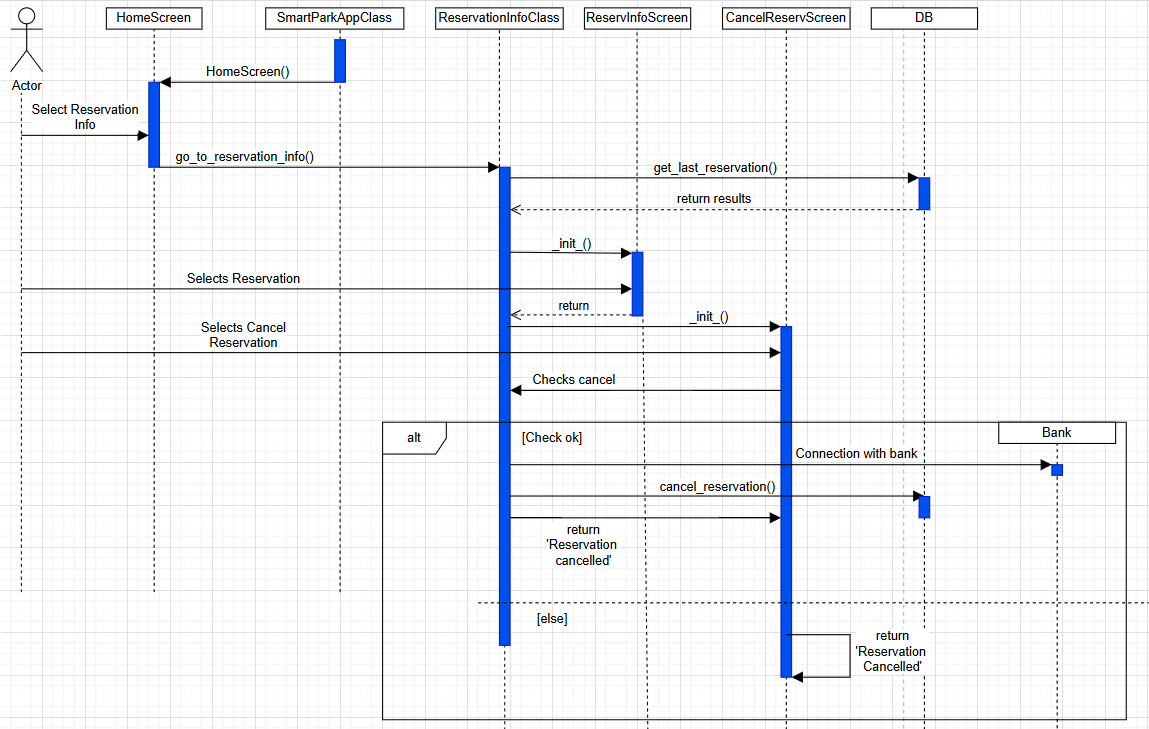 HomeScreen
SmartParkAppClass
ReservationInfoClass
ReservInfoScreen
CancelReservScreen
DB
Actor
HomeScreen()
Select Reservation
Info
go_to_reservation_info()
get_last_reservation()
return results
_init_()
Selects Reservation
return
_init_()
Selects Cancel
Reservation
Checks cancel
alt
[Check ok]
Bank
Connection with bank
cancel_reservation()
return
'Reservation
cancelled'
[else]
return
'Reservation
Cancelled'